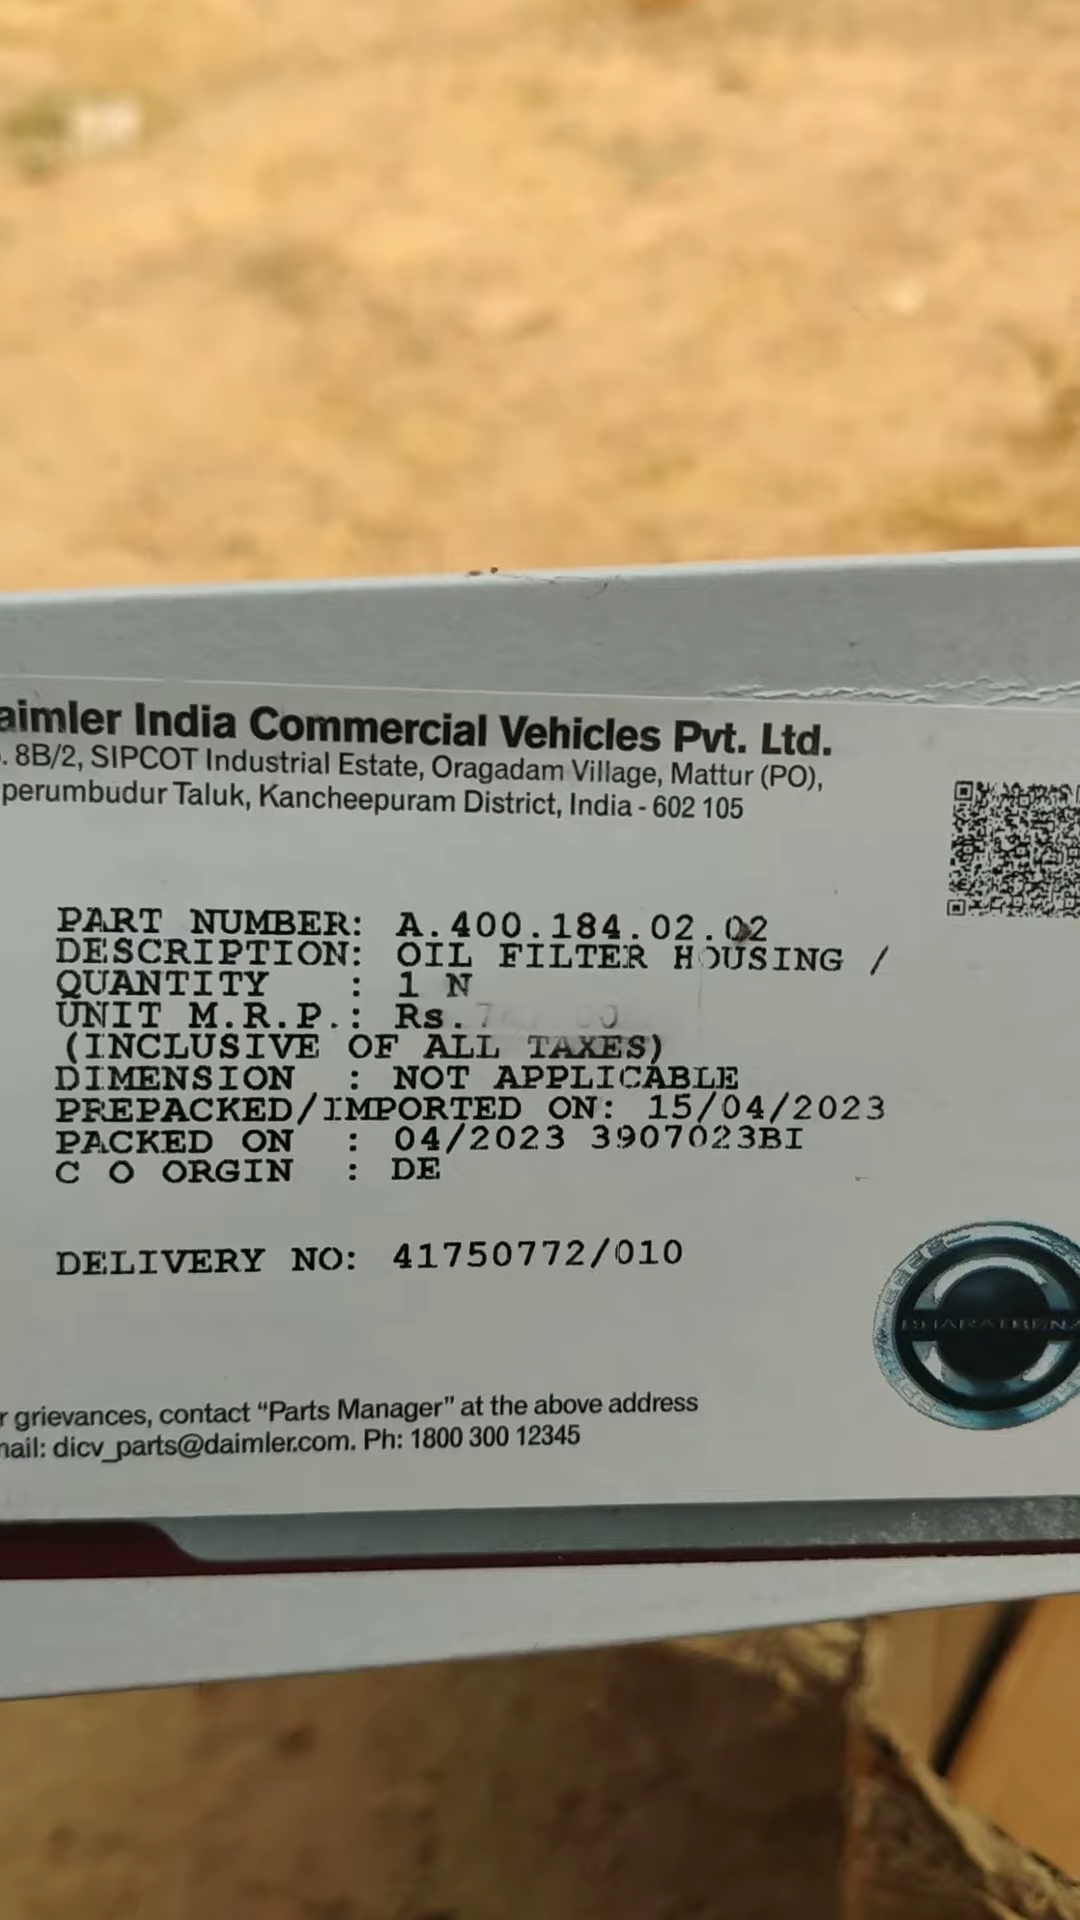 aimler India Commercial Vehicles Pvt. Ltd.
. 8B/2, SIPCOT Industrial Estate, Oragadam Village, Mattur (PO),
perumbudur Taluk, Kancheepuram District, India - 602 105
PART NUMBER: A.400.184.02.02
DESCRIPTION: OIL FILTER HOUSING /
QUANTITY : 1 N
UNIT M.R.P.: Rs.
(INCLUSIVE OF ALL TAXES)
DIMENSION : NOT APPLICABLE
PREPACKED/IMPORTED ON: 15/04/2023
PACKED ON : 04/2023 3907023BI
C O ORGIN : DE
DELIVERY NO: 41750772/010
BHARATBENZ
r grievances, contact “Parts Manager” at the above address
nail: dicv_parts@daimler.com. Ph: 1800 300 12345